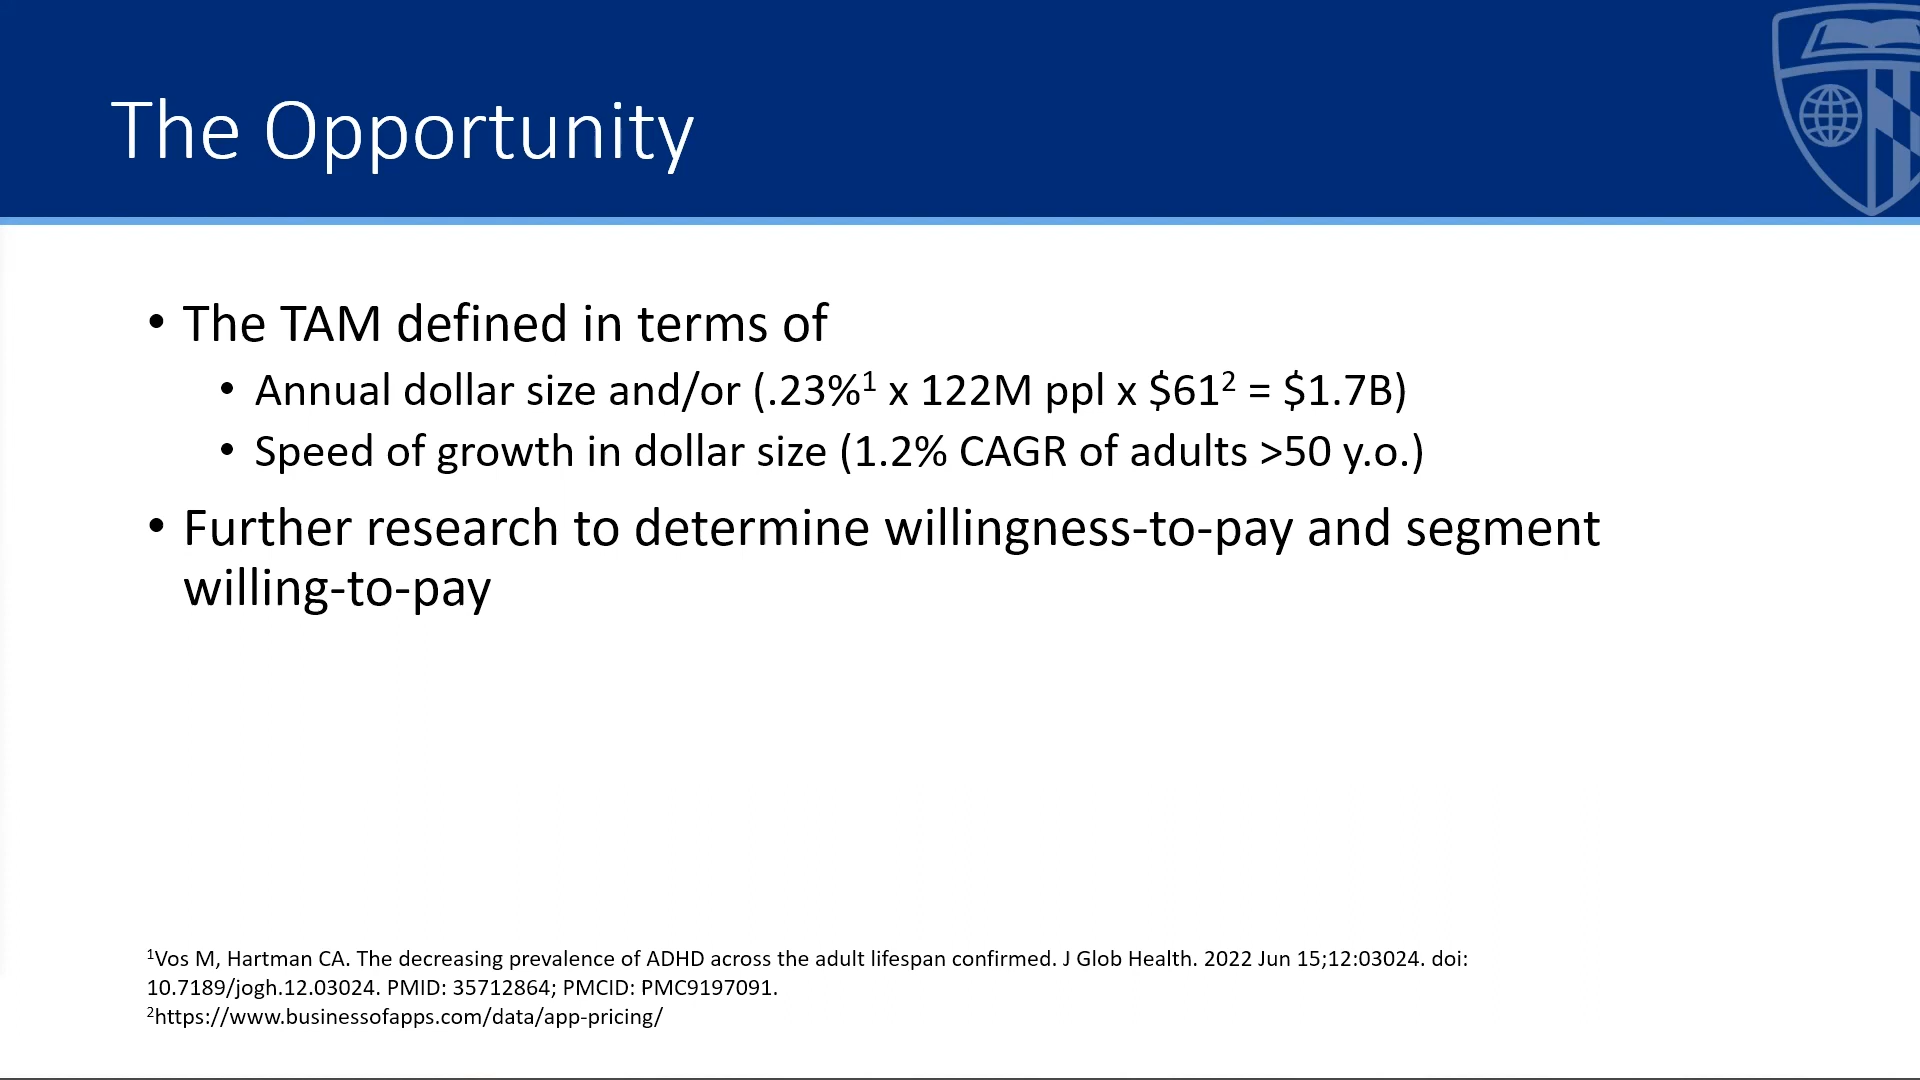 The Opportunity
• The TAM defined in terms of
• Annual dollar size and/or (.23%¹ x 122M ppl x $61² = $1.7B)
• Speed of growth in dollar size (1.2% CAGR of adults >50 y.o.)
• Further research to determine willingness-to-pay and segment
willing-to-pay
¹Vos M, Hartman CA. The decreasing prevalence of ADHD across the adult lifespan confirmed. J Glob Health. 2022 Jun 15;12:03024. doi:
10.7189/jogh.12.03024. PMID: 35712864; PMCID: PMC9197091.
²https://www.businessofapps.com/data/app-pricing/